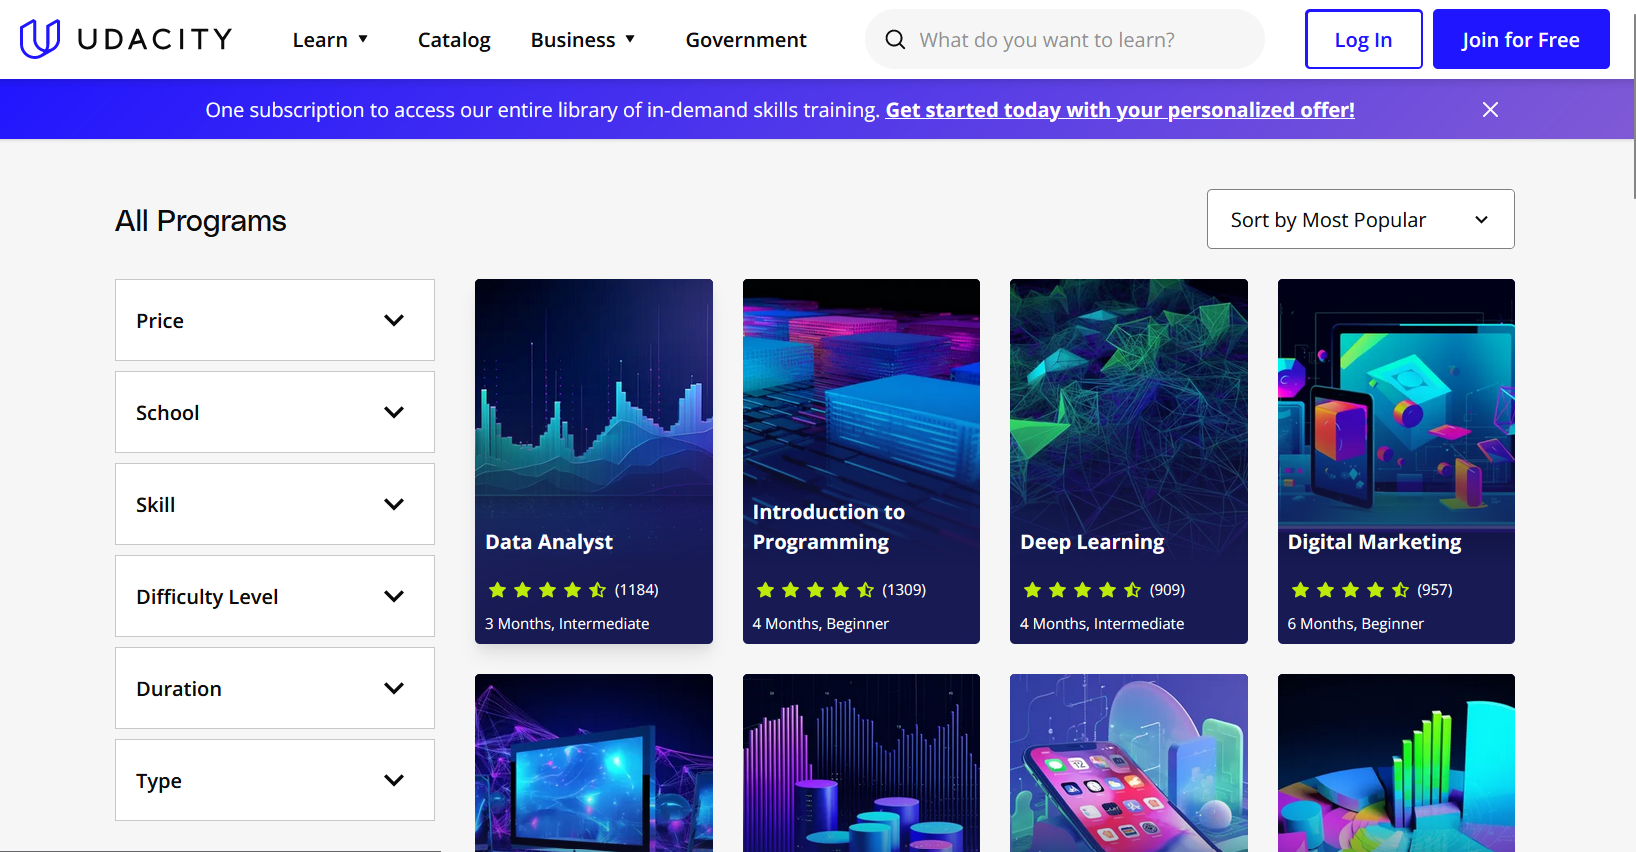 UDACITY
Learn
Catalog
Business
Government
What do you want to learn?
Log In
Join for Free
One subscription to access our entire library of in-demand skills training. Get started today with your personalized offer!
All Programs
Sort by Most Popular
Price
School
Skill
Difficulty Level
Duration
Type
Data Analyst
(1184)
3 Months, Intermediate
Introduction to
Programming
(1309)
4 Months, Beginner
Deep Learning
(909)
4 Months, Intermediate
Digital Marketing
(957)
6 Months, Beginner